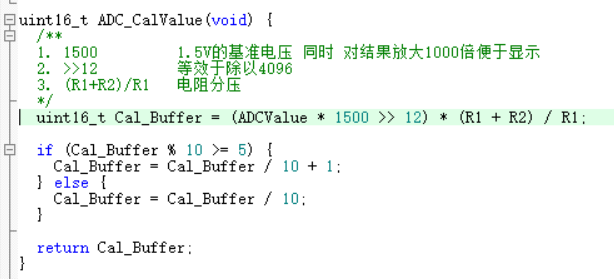 uint16_t ADC_CalValue(void) {
/**
1. 1500 1.5V的基准电压 同时 对结果放大1000倍便于显示
2. >>12 等效于除以4096
3. (R1+R2)/R1 电阻分压
*/
uint16_t Cal_Buffer = (ADCValue * 1500 >> 12) * (R1 + R2) / R1;
if (Cal_Buffer % 10 >= 5) {
Cal_Buffer = Cal_Buffer / 10 + 1;
} else {
Cal_Buffer = Cal_Buffer / 10;
}
return Cal_Buffer;
}